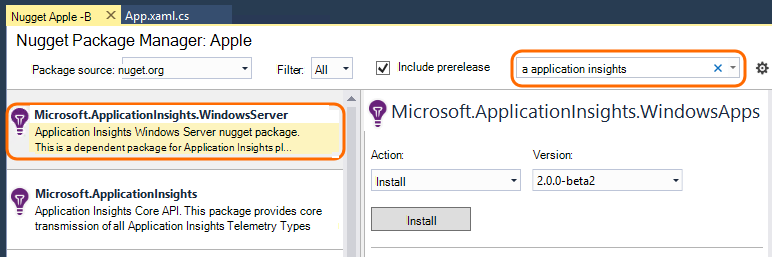 Nugget Apple -B
App.xaml.cs
Nugget Package Manager: Apple
Package source: nuget.org
Filter: All
Include prerelease
a application insights
Microsoft.ApplicationInsights.WindowsServer
Application Insights Windows Server nugget package.
This is a dependent package for Application Insights pl...
Microsoft.ApplicationInsights
Application Insights Core API. This package provides core
transmission of all Application Insights Telemetry Types
Microsoft.ApplicationInsights.WindowsApps
Action: Version:
Install 2.0.0-beta2
Install